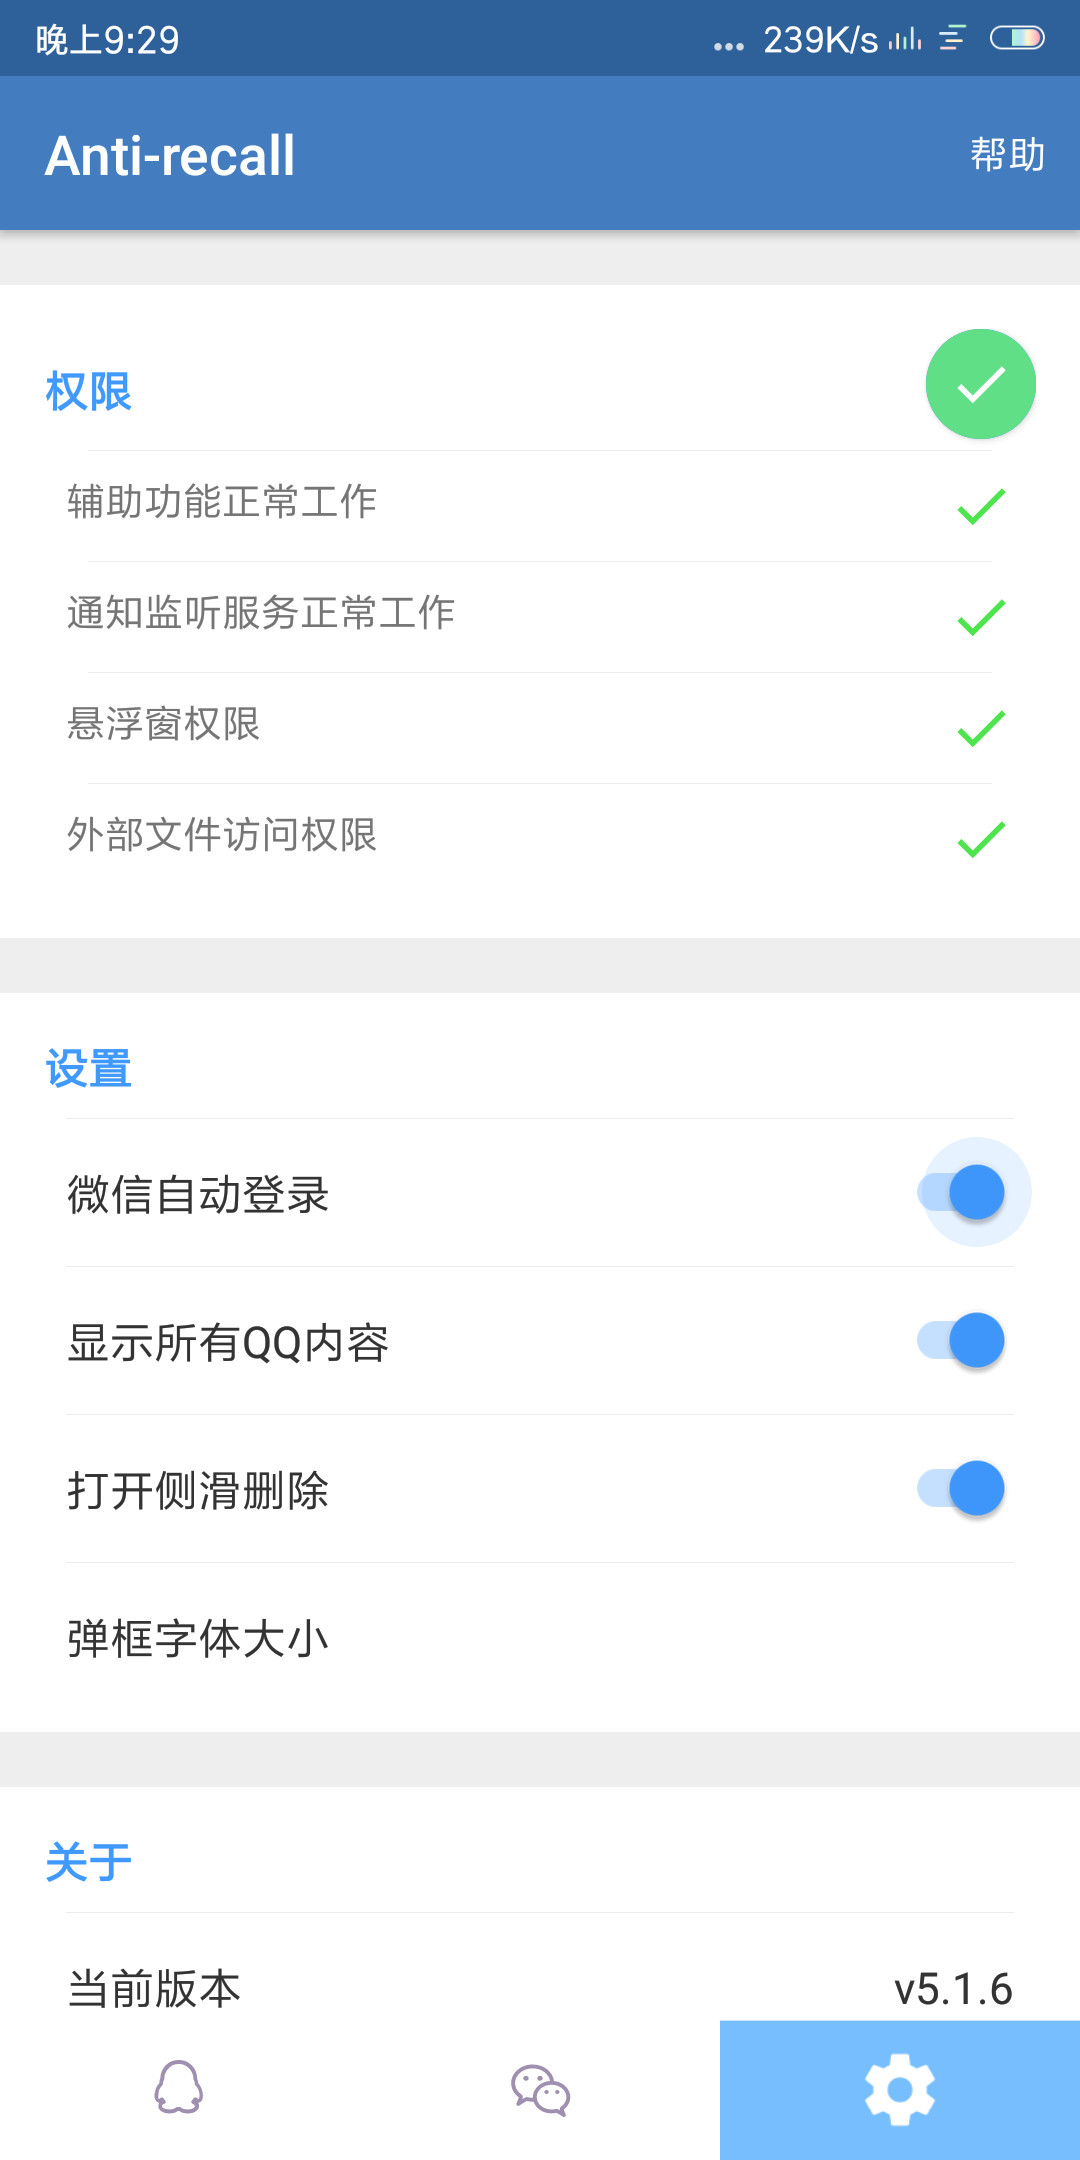 晚上9:29
239K/s
Anti-recall
帮助
权限
辅助功能正常工作
通知监听服务正常工作
悬浮窗权限
外部文件访问权限
设置
微信自动登录
显示所有QQ内容
打开侧滑删除
弹框字体大小
关于
当前版本 v5.1.6